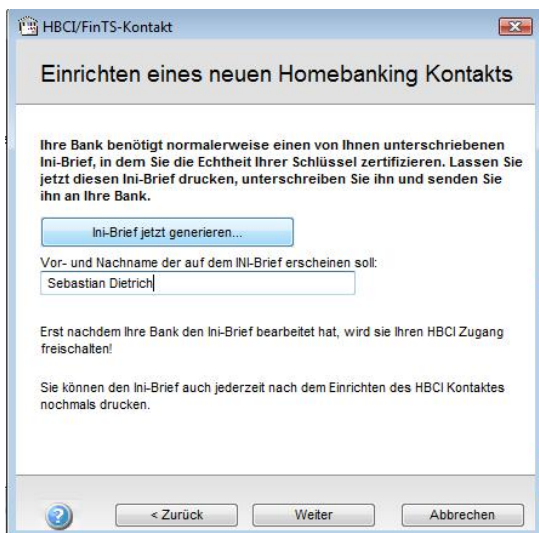 HBCI/FinTS-Kontakt
Einrichten eines neuen Homebanking Kontakts
Ihre Bank benötigt normalerweise einen von Ihnen unterschriebenen
Ini-Brief, in dem Sie die Echtheit Ihrer Schlüssel zertifizieren. Lassen Sie
jetzt diesen Ini-Brief drucken, unterschreiben Sie ihn und senden Sie
ihn an Ihre Bank.
Ini-Brief jetzt generieren...
Vor- und Nachname der auf dem INI-Brief erscheinen soll:
Sebastian Dietrich
Erst nachdem Ihre Bank den Ini-Brief bearbeitet hat, wird sie Ihren HBCI Zugang
freischalten!
Sie können den Ini-Brief auch jederzeit nach dem Einrichten des HBCI Kontaktes
nochmals drucken.
? < Zurück Weiter Abbrechen